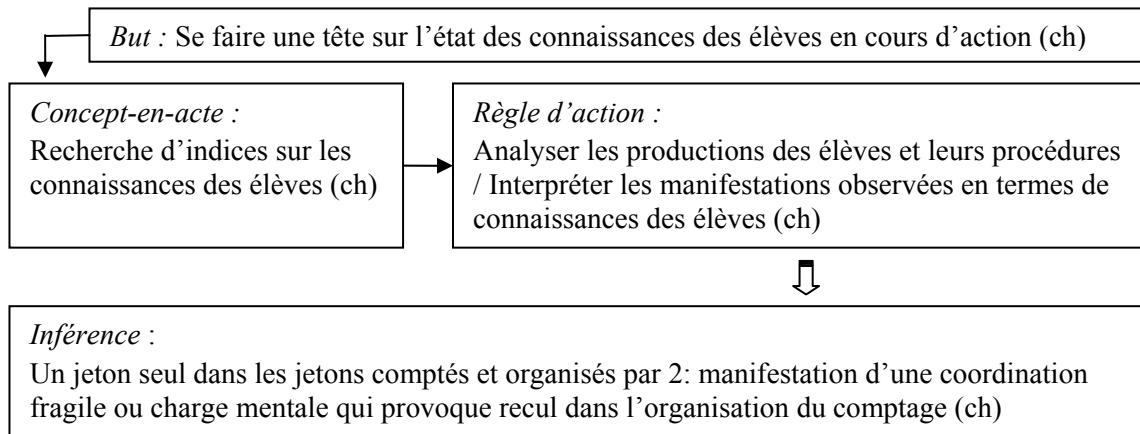 But : Se faire une tête sur l’état des connaissances des élèves en cours d’action (ch)
Concept-en-acte :
Recherche d’indices sur les
connaissances des élèves (ch)
Règle d’action :
Analyser les productions des élèves et leurs procédures
/ Interpréter les manifestations observées en termes de
connaissances des élèves (ch)
Inférence :
Un jeton seul dans les jetons comptés et organisés par 2: manifestation d’une coordination
fragile ou charge mentale qui provoque recul dans l’organisation du comptage (ch)